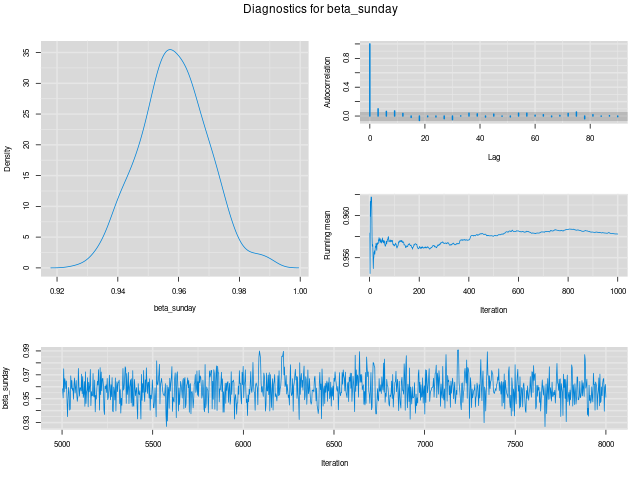 Diagnostics for beta_sunday
Density
0 5 10 15 20 25 30 35
0.92 0.94 0.96 0.98 1.00
beta_sunday
Autocorrelation
0.0 0.4 0.8
0 20 40 60 80
Lag
Running mean
0.956 0.960
0 200 400 600 800 1000
Iteration
beta_sunday
0.93 0.95 0.97 0.99
5000 5500 6000 6500 7000 7500 8000
Iteration